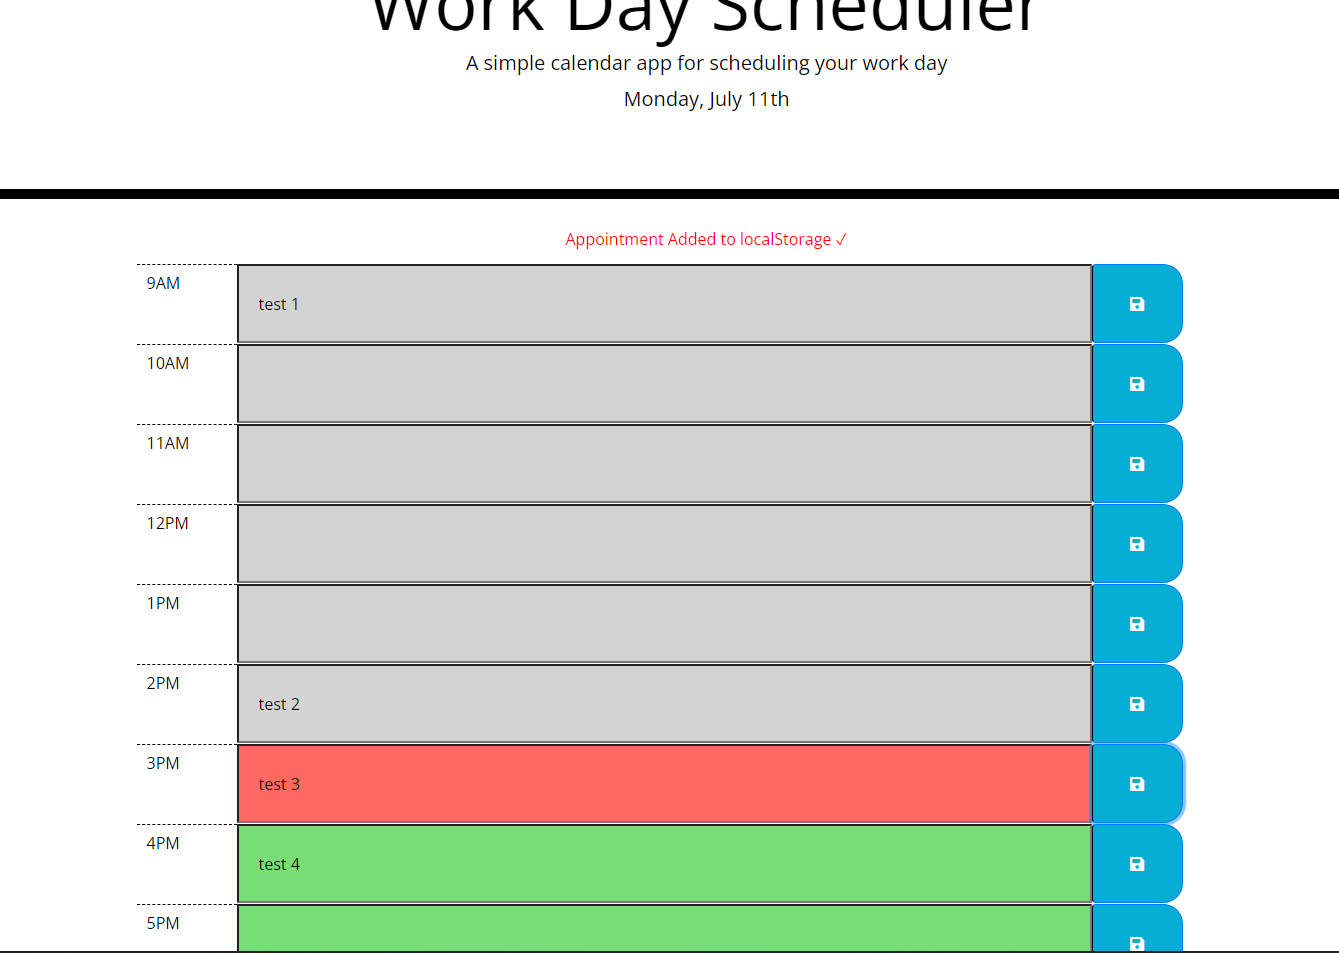 Work Day Scheduler
A simple calendar app for scheduling your work day
Monday, July 11th
Appointment Added to localStorage ✓
9AM
test 1
10AM
11AM
12PM
1PM
2PM
test 2
3PM
test 3
4PM
test 4
5PM